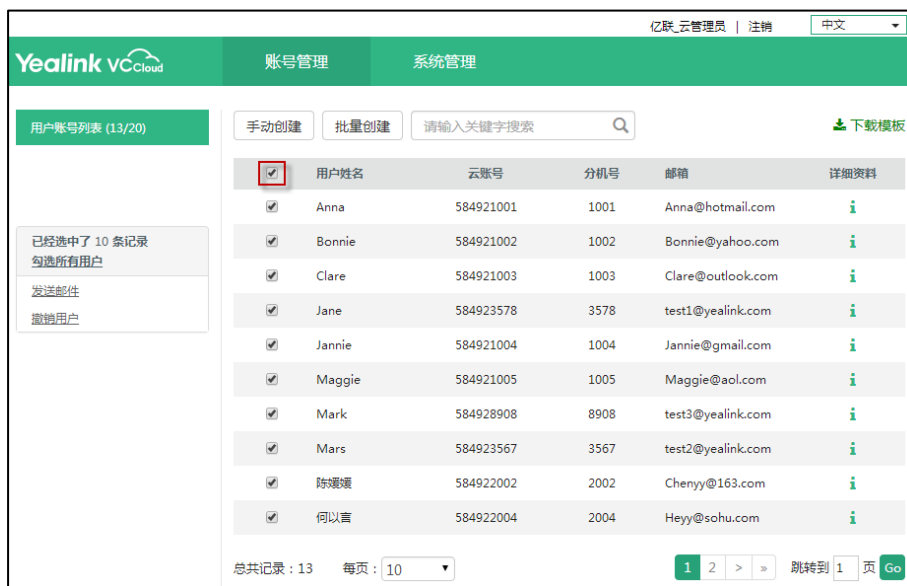 亿联_云管理员 | 注销 中文
Yealink VCCloud 账号管理 系统管理
用户账号列表 (13/20)
手动创建 批量创建 请输入关键字搜索 下载模板
用户姓名 云账号 分机号 邮箱 详细资料
Anna 584921001 1001 Anna@hotmail.com
Bonnie 584921002 1002 Bonnie@yahoo.com
Clare 584921003 1003 Clare@outlook.com
Jane 584923578 3578 test1@yealink.com
Jannie 584921004 1004 Jannie@gmail.com
Maggie 584921005 1005 Maggie@aol.com
Mark 584928908 8908 test3@yealink.com
Mars 584923567 3567 test2@yealink.com
陈媛媛 584922002 2002 Chenyy@163.com
何以言 584922004 2004 Heyy@sohu.com
已经选中了 10 条记录
勾选所有用户
发送邮件
撤销用户
总共记录：13 每页：10 1 2 > » 跳转到 1 页 Go